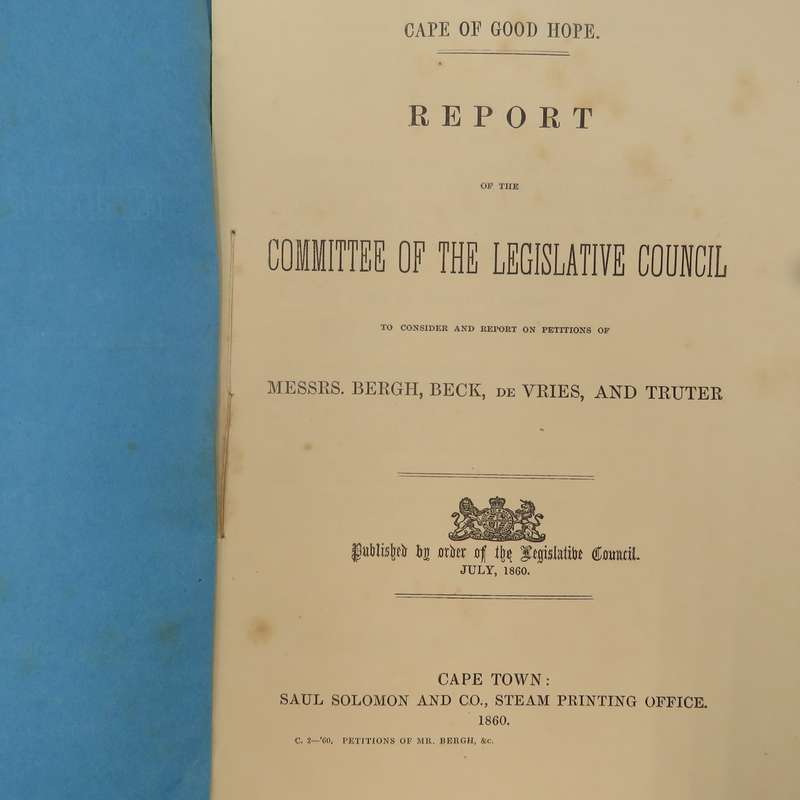 CAPE OF GOOD HOPE.
REPORT
OF THE
COMMITTEE OF THE LEGISLATIVE COUNCIL
TO CONSIDER AND REPORT ON PETITIONS OF
MESSRS. BERGH, BECK, DE VRIES, AND TRUTER
Published by order of the Legislative Council.
JULY, 1860.
CAPE TOWN:
SAUL SOLOMON AND CO., STEAM PRINTING OFFICE.
1860.
C. 2—'60. PETITIONS OF MR. BERGH, &c.